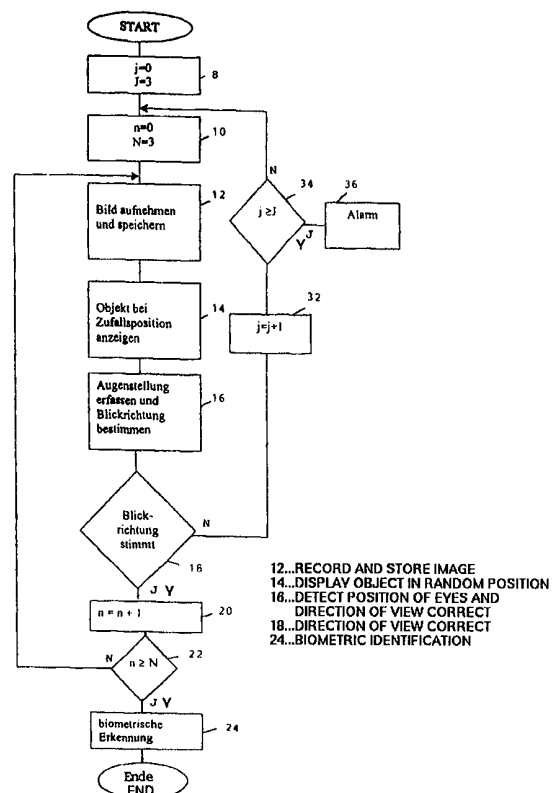 START
j=0
J=3
8
n=0
N=3
10
N
34
36
12
j ≥J
Alarm
J
Y
Bild aufnehmen
und speichern
32
Objekt bei
Zufallsposition
anzeigen
14
j=j+1
Augenstellung
erfassen und
Blickrichtung
bestimmen
16
Blick-
richtung
stimmt
N
18
J Y
n = n + 1
20
N
n ≥ N
22
J Y
biometrische
Erkennung
24
Ende
END
12...RECORD AND STORE IMAGE
14...DISPLAY OBJECT IN RANDOM POSITION
16...DETECT POSITION OF EYES AND
DIRECTION OF VIEW CORRECT
18...DIRECTION OF VIEW CORRECT
24...BIOMETRIC IDENTIFICATION